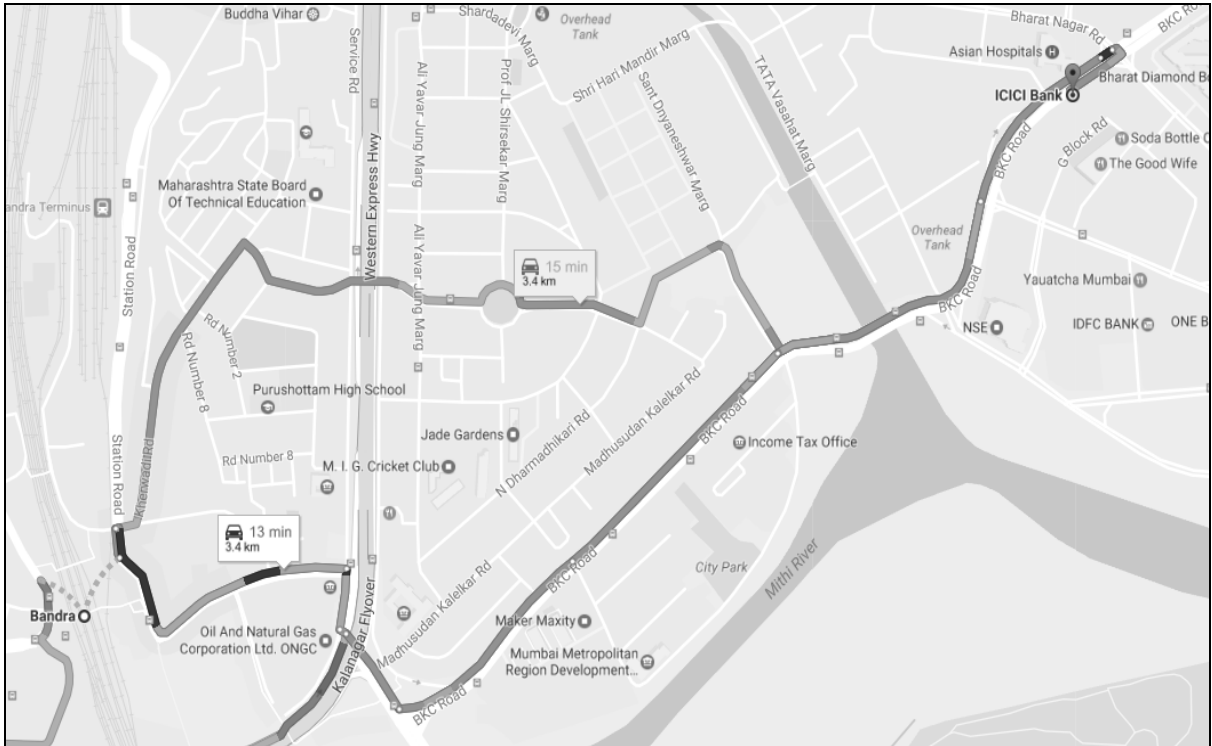 Buddha Vihar
Service Rd
Shardadevi Marg
Overhead
Tank
Bharat Nagar Rd
BKC Road
Asian Hospitals
Bharat Diamond Bo
ICICI Bank
Ali Yavar Jung Marg
Prof JL Shirsekar Marg
Shri Hari Mandir Marg
Sant Dnyaneshwar Marg
TATA Vasahat Marg
Western Express Hwy
BKC Road
G Block Rd
Soda Bottle O
The Good Wife
Maharashtra State Board
Of Technical Education
andra Terminus
Station Road
Ali Yavar Jung Marg
15 min
3.4 km
Overhead
Tank
BKC Road
Yauatcha Mumbai
NSE
IDFC BANK
ONE B
Rd Number 2
Rd Number 8
Purushottam High School
Jade Gardens
N Dharmadhikari Rd
Madhusudan Kalelkar Rd
BKC Road
Income Tax Office
Station Road
Kherwadi Rd
Rd Number 8
M. I. G. Cricket Club
13 min
3.4 km
BKC Road
City Park
Mithi River
Bandra
Oil And Natural Gas
Corporation Ltd. ONGC
Kalanagar Flyover
Madhusudan Kalelkar Rd
Maker Maxity
Mumbai Metropolitan
Region Development...
BKC Road